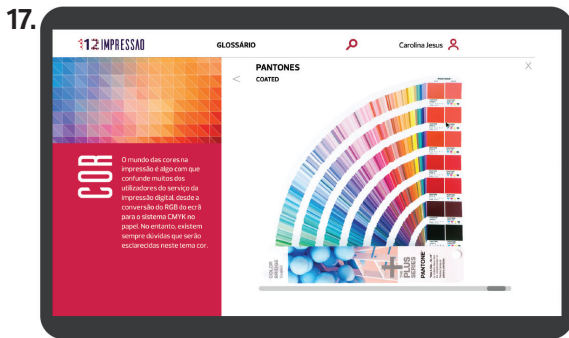 17.
12 IMPRESSÃO
GLOSSÁRIO
Carolina Jesus
PANTONES
COATED
<
X
COR
O mundo das cores na
impressão é algo com que
confunde muitos dos
utilizadores do serviço da
impressão digital, desde a
conversão do RGB do ecrã
para o sistema CMYK no
papel. No entanto, existem
sempre dúvidas que serão
esclarecidas neste tema cor.
COLOR
BRIDGE
+
THE
PLUS
SERIES
PANTONE